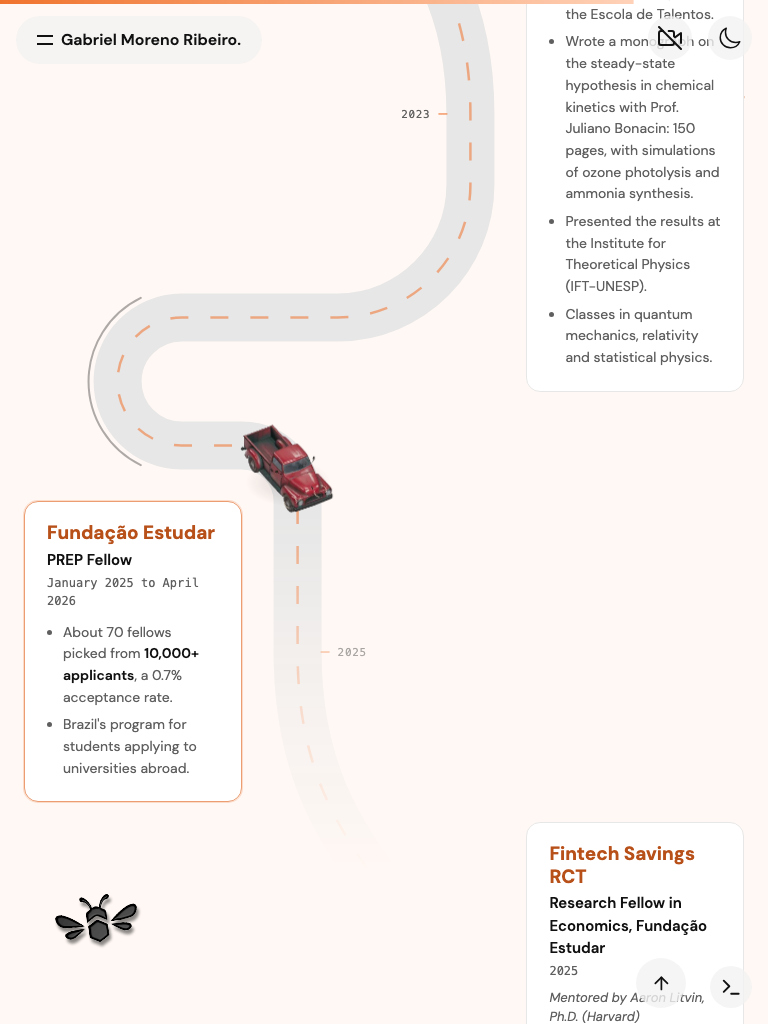 Gabriel Moreno Ribeiro.
the Escola de Talentos.
Wrote a monograph on
the steady-state
hypothesis in chemical
kinetics with Prof.
Juliano Bonacin: 150
pages, with simulations
of ozone photolysis and
ammonia synthesis.
Presented the results at
the Institute for
Theoretical Physics
(IFT-UNESP).
Classes in quantum
mechanics, relativity
and statistical physics.
2023
Fundação Estudar
PREP Fellow
January 2025 to April
2026
About 70 fellows
picked from 10,000+
applicants, a 0.7%
acceptance rate.
Brazil's program for
students applying to
universities abroad.
2025
Fintech Savings
RCT
Research Fellow in
Economics, Fundação
Estudar
2025
Mentored by Aaron Litvin,
Ph.D. (Harvard)